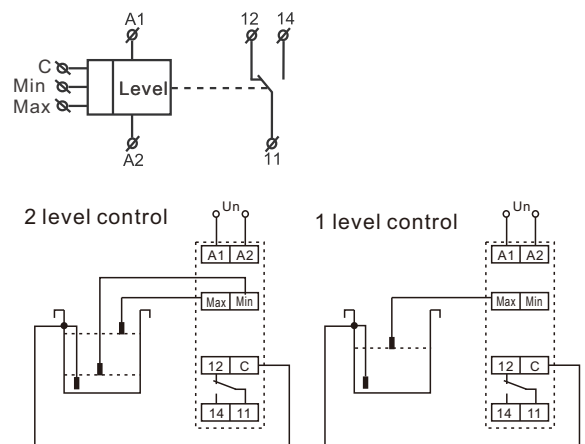 A1 12 14
C
Min Level
Max
A2 11
2 level control Un 1 level control Un
A1 A2 A1 A2
Max Min Max Min
12 C 12 C
14 11 14 11